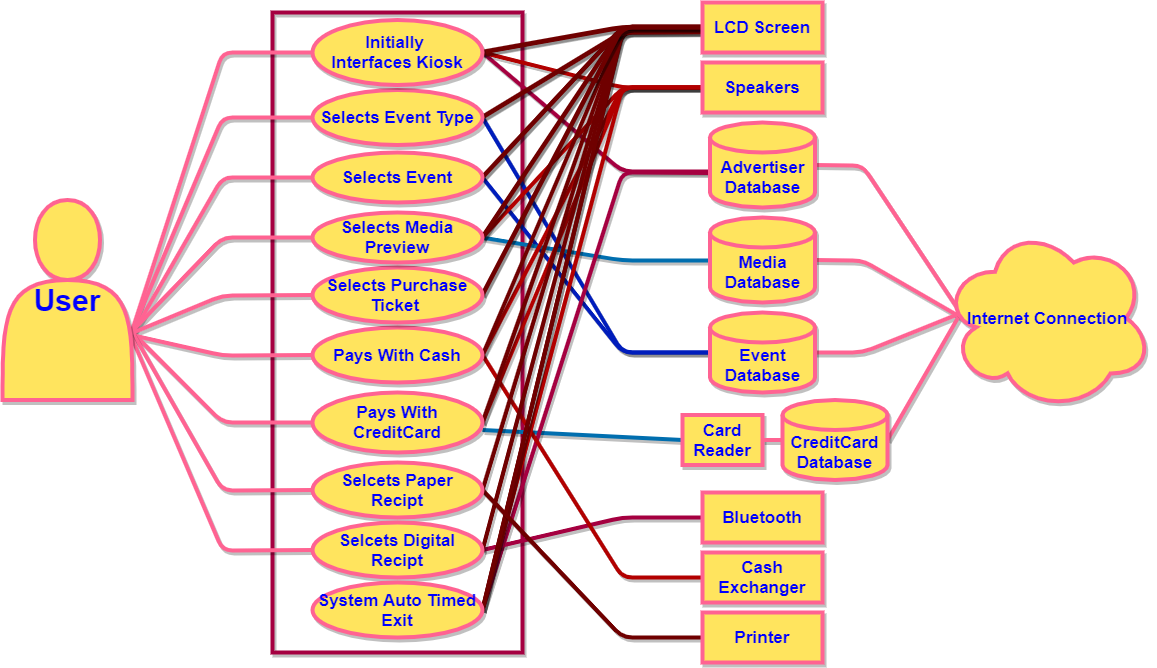 User
Initially
Interfaces Kiosk
Selects Event Type
Selects Event
Selects Media
Preview
Selects Purchase
Ticket
Pays With Cash
Pays With
CreditCard
Selcets Paper
Recipt
Selcets Digital
Recipt
System Auto Timed
Exit
LCD Screen
Speakers
Advertiser
Database
Media
Database
Event
Database
Card
Reader
CreditCard
Database
Bluetooth
Cash
Exchanger
Printer
Internet Connection